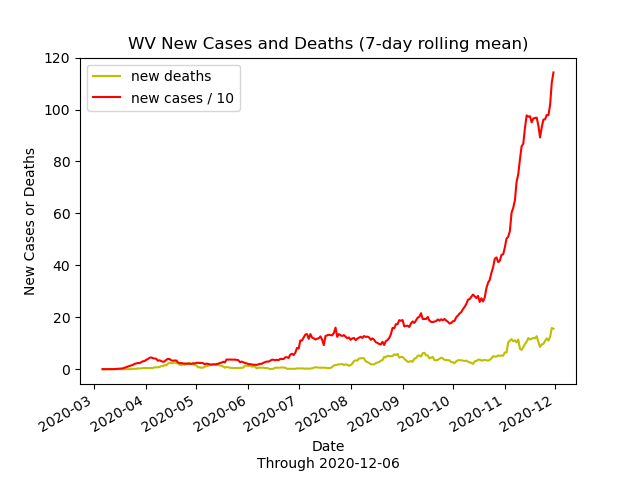 WV New Cases and Deaths (7-day rolling mean)
new deaths
new cases / 10
120
100
80
60
40
20
0
New Cases or Deaths
2020-03
2020-04
2020-05
2020-06
2020-07
2020-08
2020-09
2020-10
2020-11
2020-12
Date
Through 2020-12-06